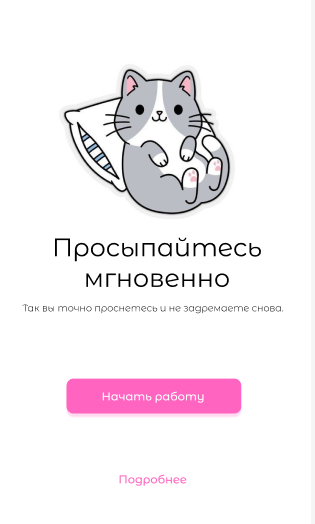 Просыпайтесь
мгновенно
Так вы точно проснетесь и не задремаете снова.
Начать работу
Подробнее